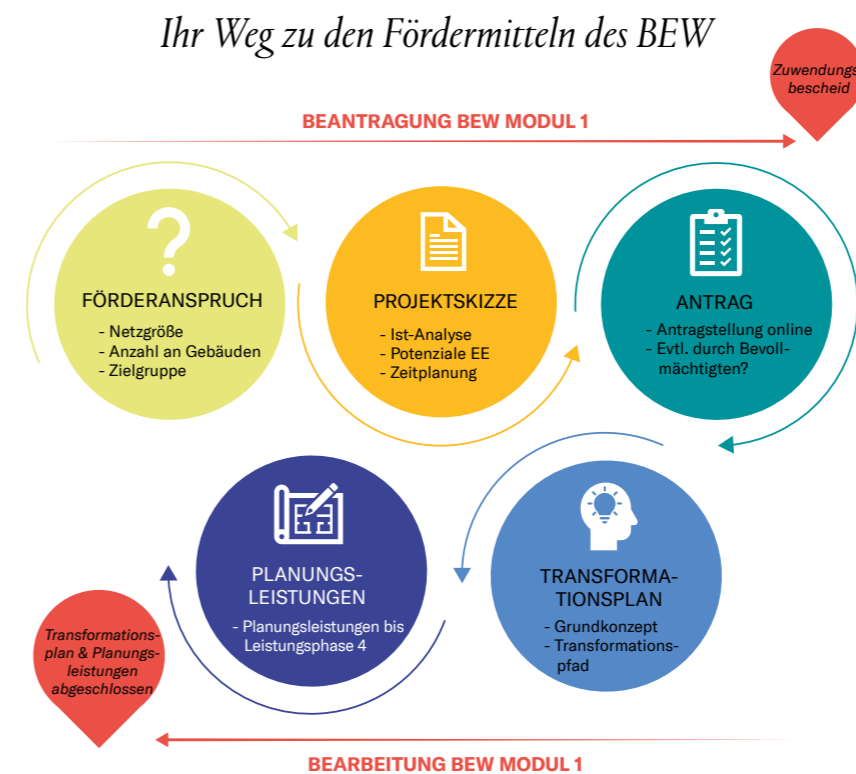 Ihr Weg zu den Fördermitteln des BEW
Zuwendungs
bescheid
BEANTRAGUNG BEW MODUL 1
FÖRDERANSPRUCH
- Netzgröße
- Anzahl an Gebäuden
- Zielgruppe
PROJEKTSKIZZE
- Ist-Analyse
- Potenziale EE
- Zeitplanung
ANTRAG
- Antragstellung online
- Evtl. durch Bevoll-
mächtigten?
TRANSFORMA-
TIONSPLAN
- Grundkonzept
- Transformations-
pfad
PLANUNGS-
LEISTUNGEN
- Planungsleistungen bis
Leistungsphase 4
Transformations-
plan & Planungs-
leistungen
abgeschlossen
BEARBEITUNG BEW MODUL 1